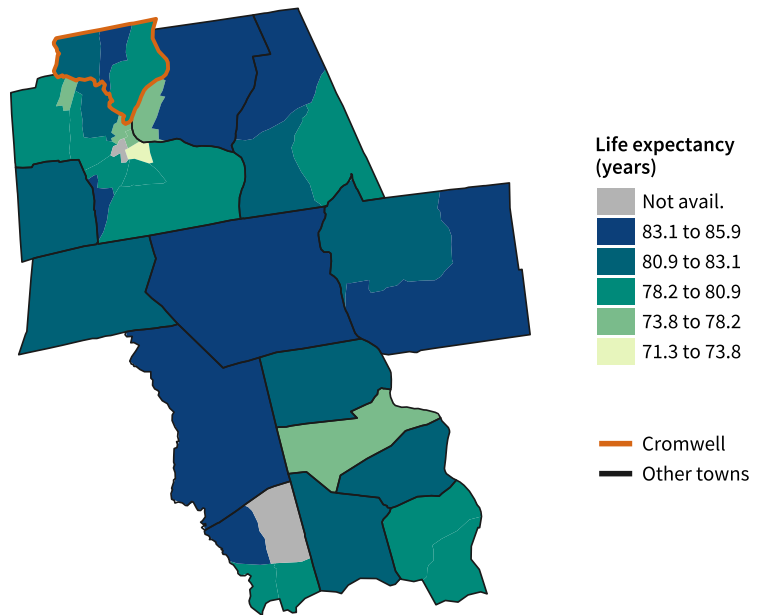 Life expectancy
(years)
Not avail.
83.1 to 85.9
80.9 to 83.1
78.2 to 80.9
73.8 to 78.2
71.3 to 73.8
Cromwell
Other towns